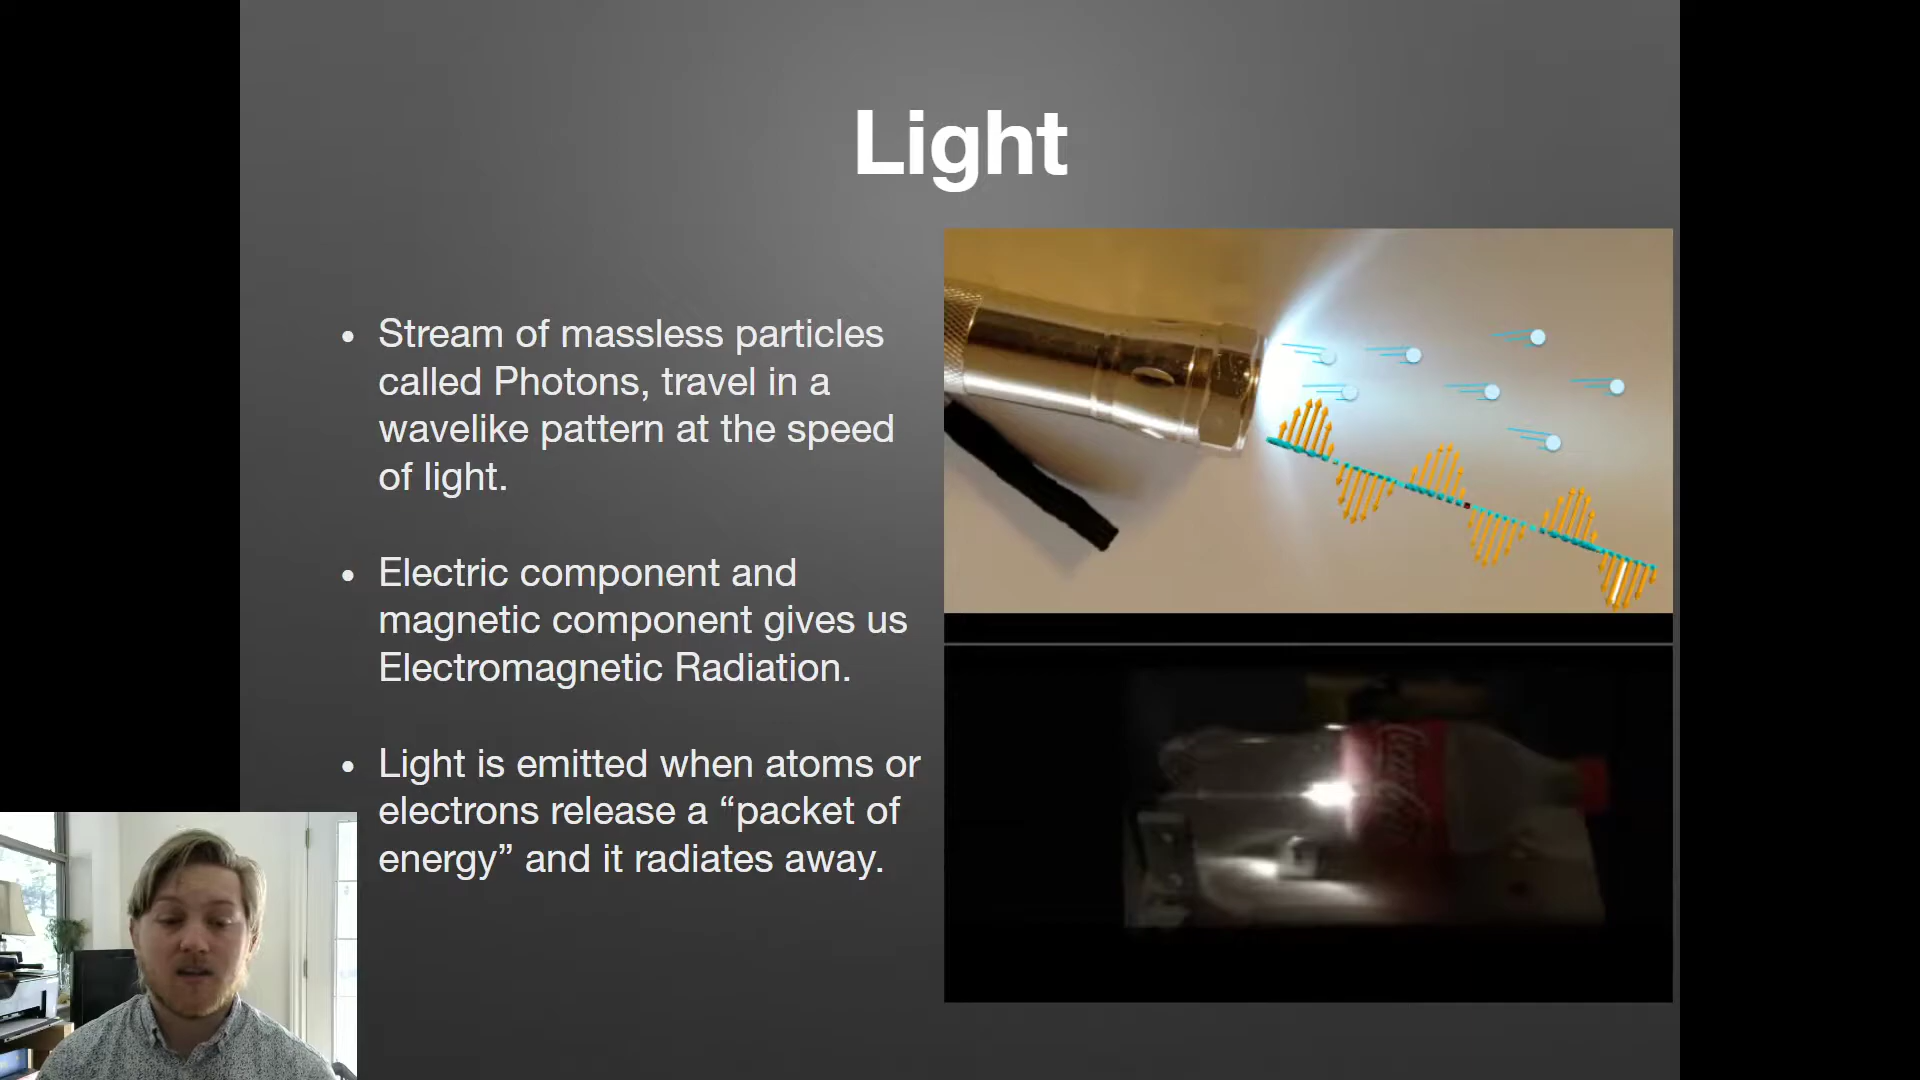 Light
• Stream of massless particles
called Photons, travel in a
wavelike pattern at the speed
of light.
• Electric component and
magnetic component gives us
Electromagnetic Radiation.
• Light is emitted when atoms or
electrons release a “packet of
energy” and it radiates away.
Coca-Cola